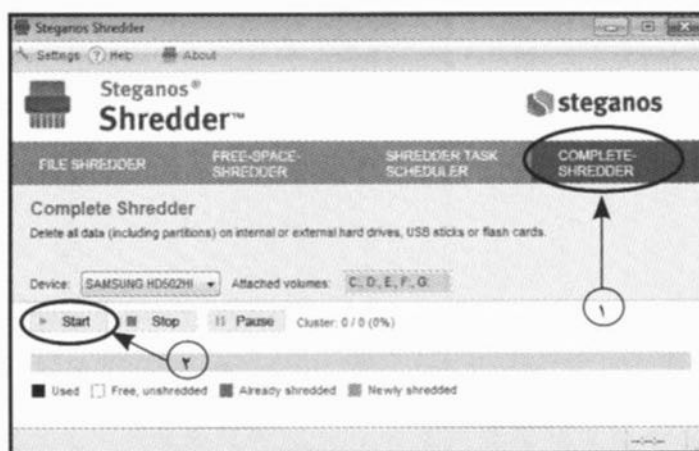 Steganos Shredder
Settings ? Help About
Steganos®
Shredder™
steganos
FILE SHREDDER
FREE-SPACE-
SHREDDER
SHREDDER TASK
SCHEDULER
COMPLETE-
SHREDDER
Complete Shredder
Delete all data (including partitions) on internal or external hard drives, USB sticks or flash cards.
Device: SAMSUNG HD502HI Attached volumes: C:, D:, E:, F:, G:
۱
Start Stop Pause Cluster: 0 / 0 (0%)
۲
Used Free, unshredded Already shredded Newly shredded
--:--:--